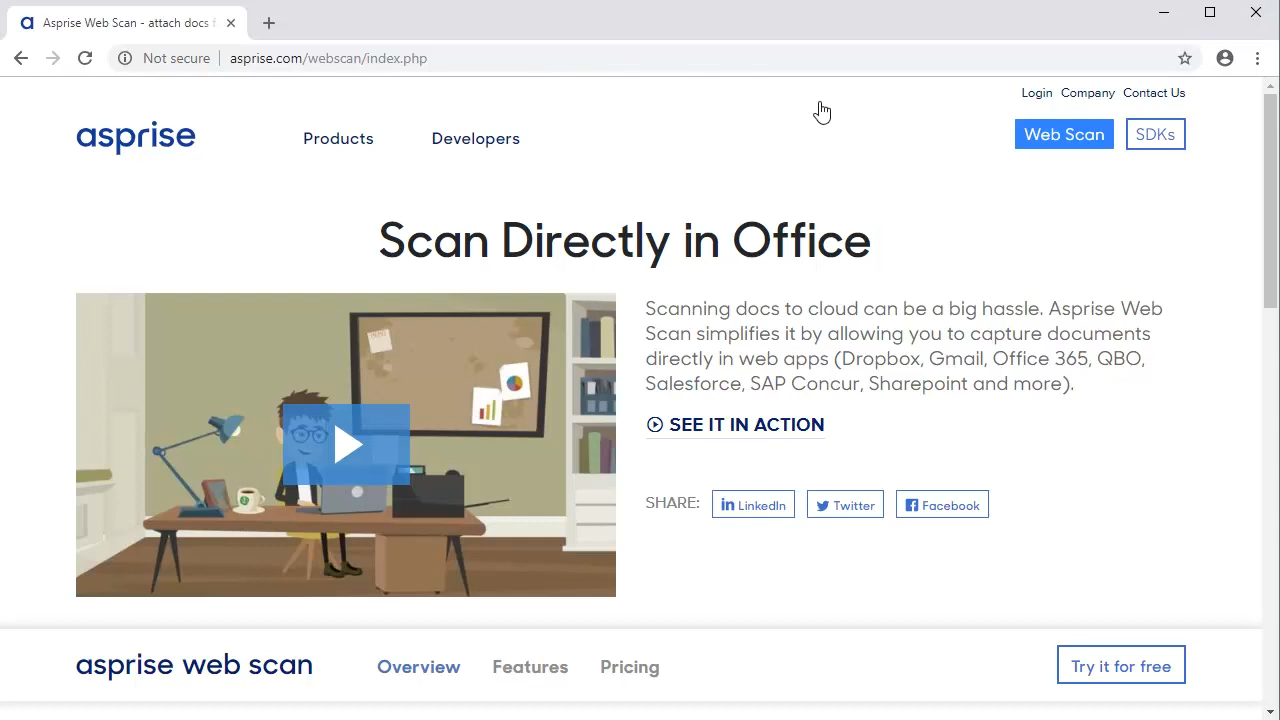 Asprise Web Scan - attach docs f
Not secure
asprise.com/webscan/index.php
Login Company Contact Us
asprise Products Developers Web Scan SDKs
Scan Directly in Office
Scanning docs to cloud can be a big hassle. Asprise Web
Scan simplifies it by allowing you to capture documents
directly in web apps (Dropbox, Gmail, Office 365, QBO,
Salesforce, SAP Concur, Sharepoint and more).
SEE IT IN ACTION
SHARE: LinkedIn Twitter Facebook
asprise web scan Overview Features Pricing Try it for free